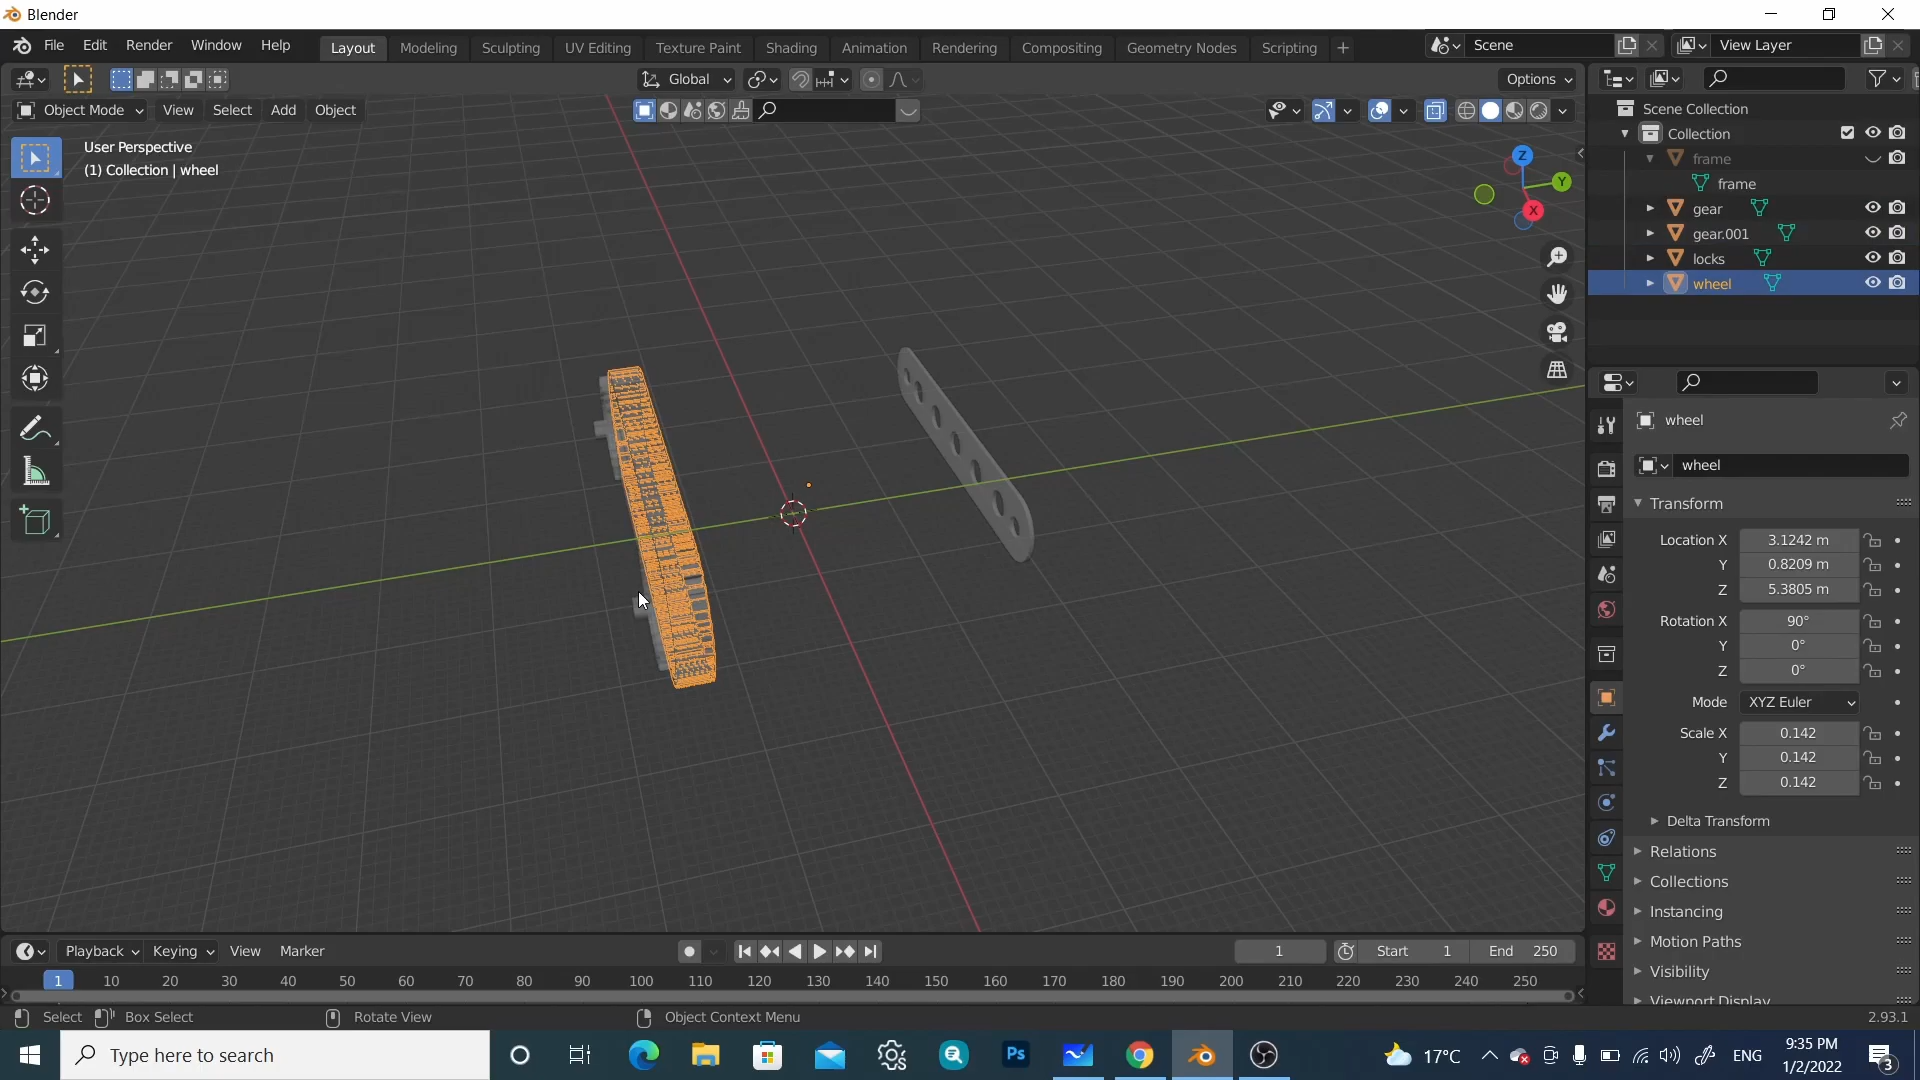 Blender
File Edit Render Window Help Layout Modeling Sculpting UV Editing Texture Paint Shading Animation Rendering Compositing Geometry Nodes Scripting + Scene View Layer
Global Options
Object Mode View Select Add Object
User Perspective
(1) Collection | wheel
Z
Y
X
Scene Collection
Collection
frame
frame
gear
gear.001
locks
wheel
wheel
wheel
Transform
Location X 3.1242 m
Y 0.8209 m
Z 5.3805 m
Rotation X 90°
Y 0°
Z 0°
Mode XYZ Euler
Scale X 0.142
Y 0.142
Z 0.142
Delta Transform
Relations
Collections
Instancing
Motion Paths
Visibility
Viewport Display
Playback Keying View Marker 1 Start 1 End 250
1 10 20 30 40 50 60 70 80 90 100 110 120 130 140 150 160 170 180 190 200 210 220 230 240 250
Select Box Select Rotate View Object Context Menu 2.93.1
Type here to search Ps 17°C ENG 9:35 PM
1/2/2022 3